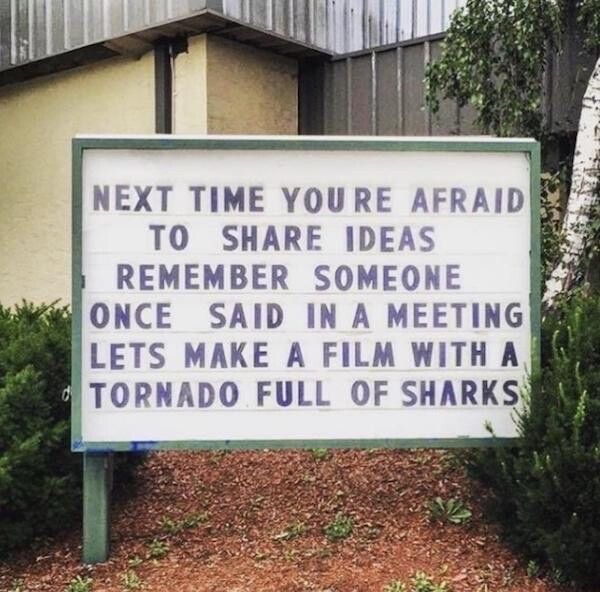 NEXT TIME YOURE AFRAID
TO SHARE IDEAS
REMEMBER SOMEONE
ONCE SAID IN A MEETING
LETS MAKE A FILM WITH A
TORNADO FULL OF SHARKS